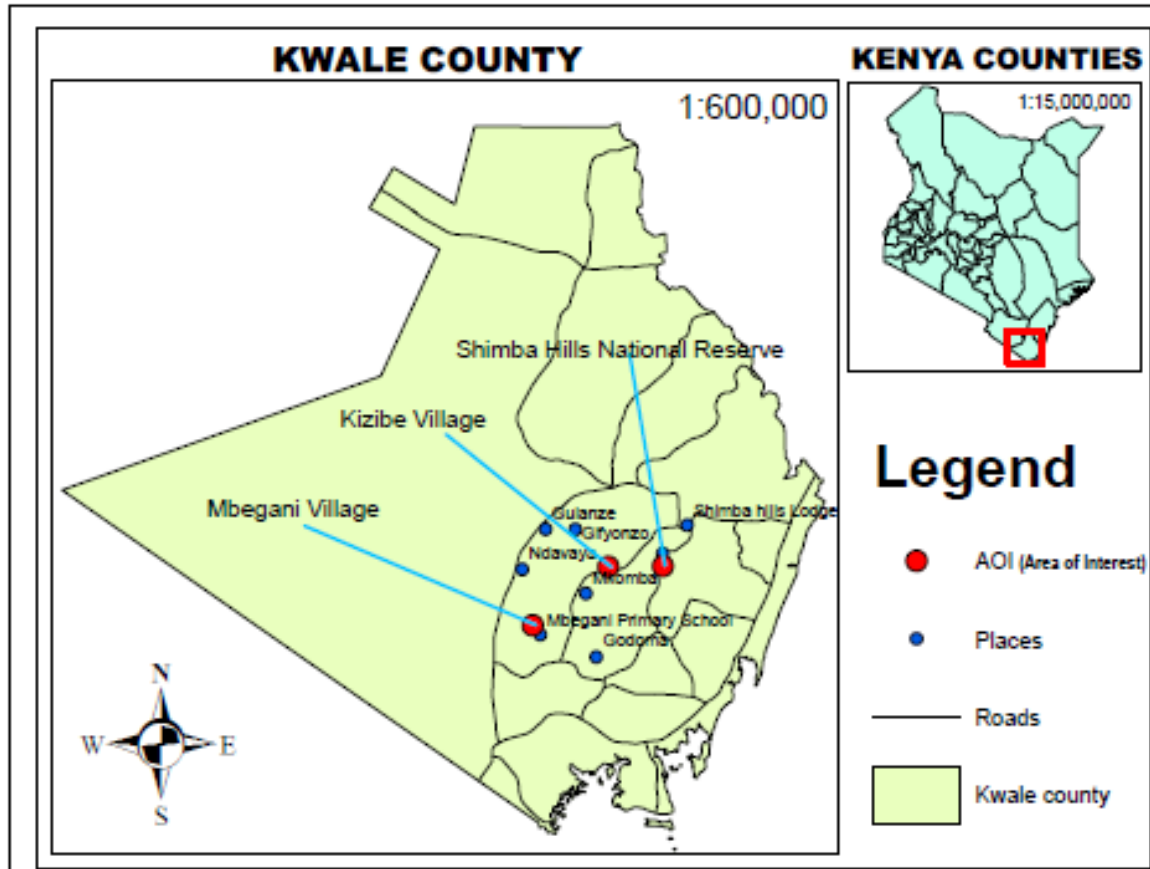 KWALE COUNTY
1:600,000
Shimba Hills National Reserve
Kizibe Village
Mbegani Village
Gulanze
Shimba hills Lodge
Gifyonzo
Ndavaya
Mkomba
Mbegani Primary School
Godoma
N
W E
S
KENYA COUNTIES
1:15,000,000
Legend
AOI (Area of Interest)
Places
Roads
Kwale county